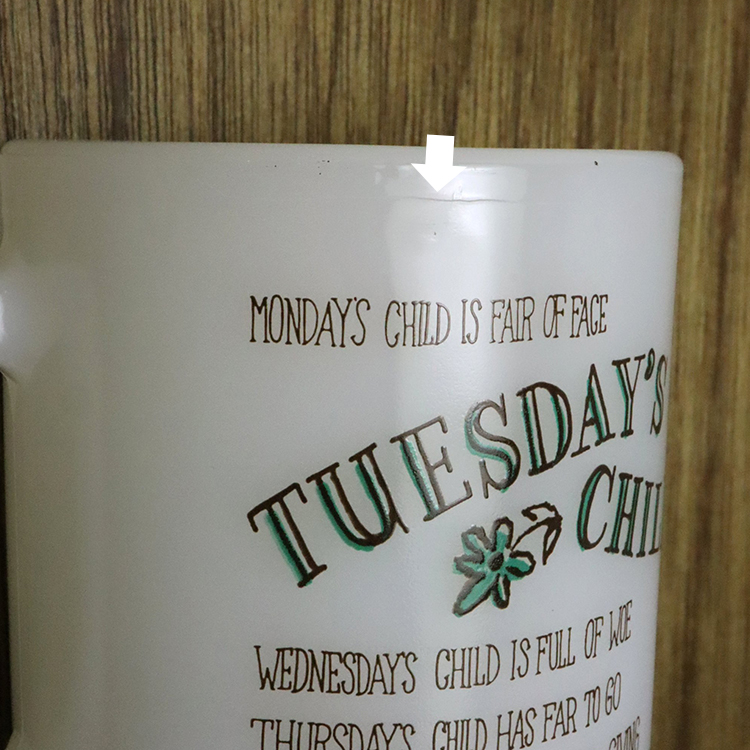 MONDAY'S CHILD IS FAIR OF FACE
TUESDAY'S
CHIL
WEDNESDAY'S CHILD IS FULL OF WOE
THURSDAY'S CHILD HAS FAR TO GO
GIVING